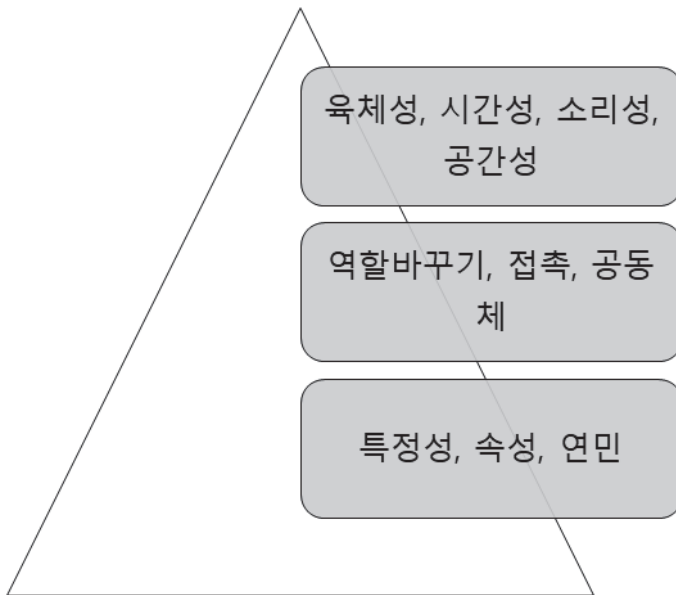 육체성, 시간성, 소리성,
공간성
역할바꾸기, 접촉, 공동
체
특정성, 속성, 연민